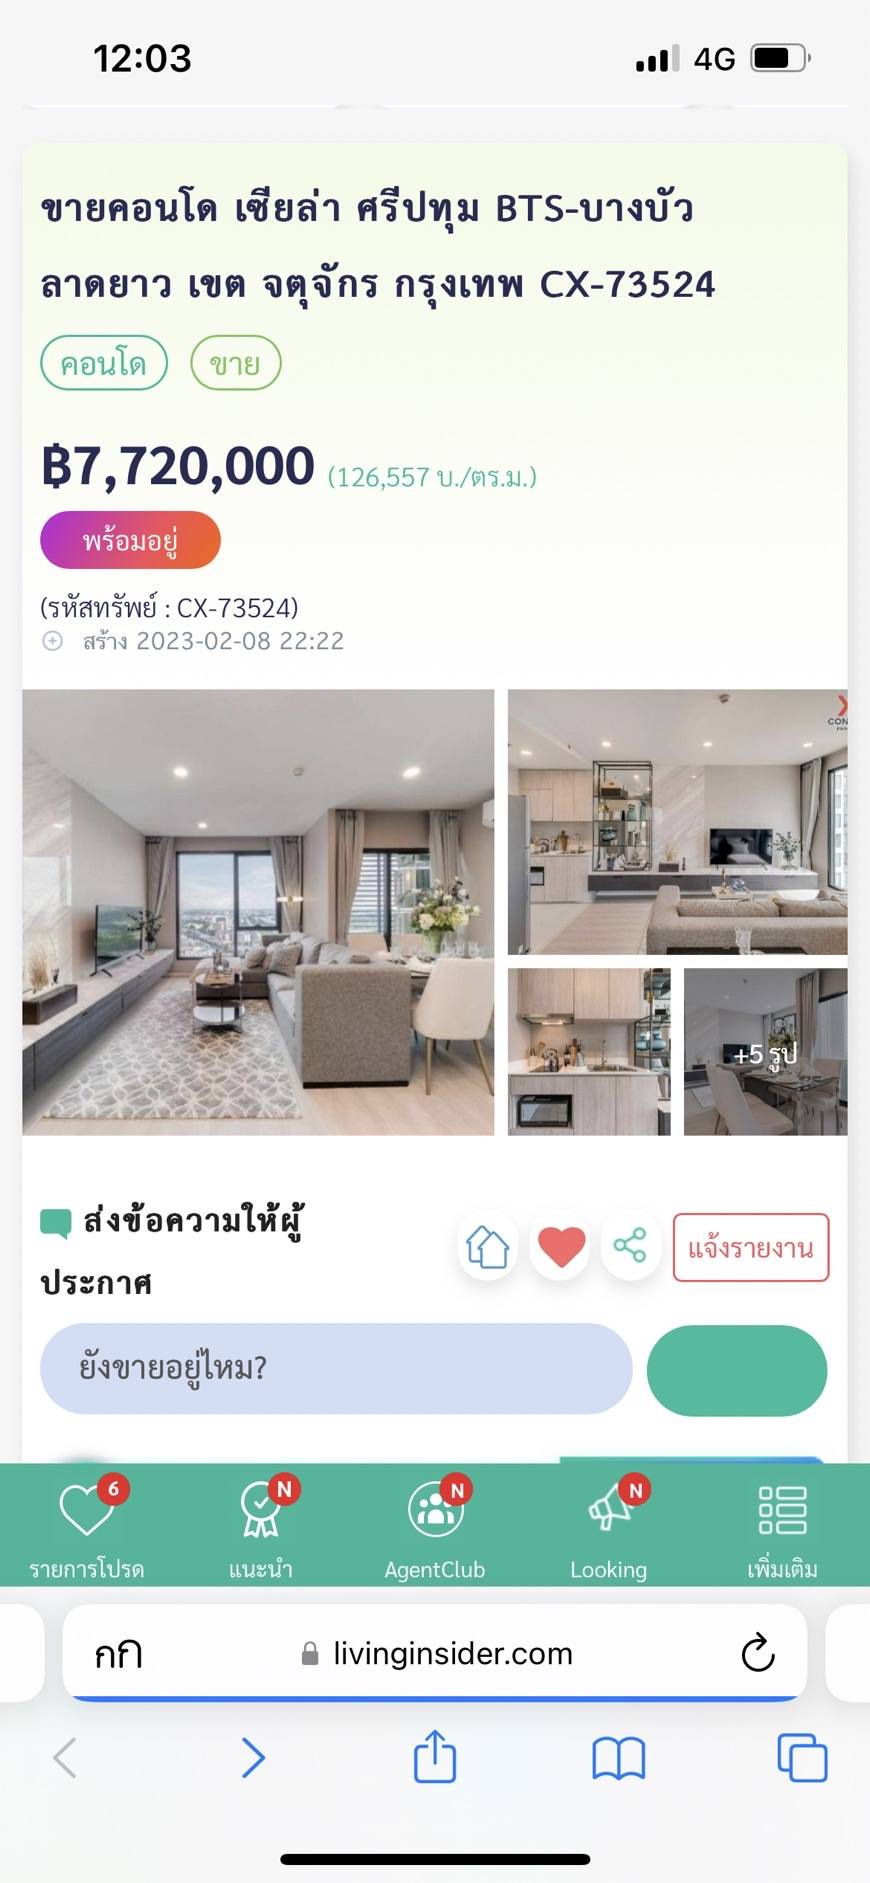 12:03
4G
ขายคอนโด เซียล่า ศรีปทุม BTS-บางบัว
ลาดยาว เขต จตุจักร กรุงเทพ CX-73524
คอนโด ขาย
฿7,720,000 (126,557 บ./ตร.ม.)
พร้อมอยู่
(รหัสทรัพย์ : CX-73524)
สร้าง 2023-02-08 22:22
X
CON
+5 รูป
ส่งข้อความให้ผู้
ประกาศ
แจ้งรายงาน
ยังขายอยู่ไหม?
6 N N N
รายการโปรด แนะนำ AgentClub Looking เพิ่มเติม
กก livinginsider.com